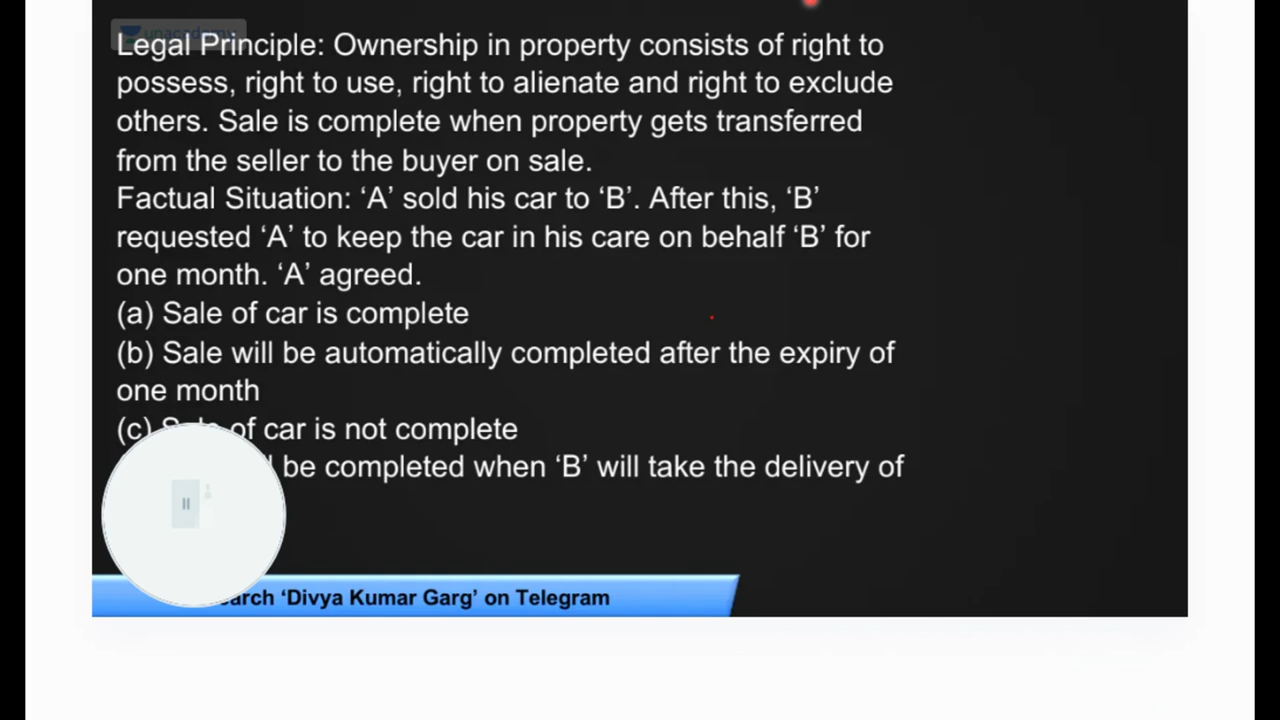 unacademy
Legal Principle: Ownership in property consists of right to
possess, right to use, right to alienate and right to exclude
others. Sale is complete when property gets transferred
from the seller to the buyer on sale.
Factual Situation: ‘A’ sold his car to ‘B’. After this, ‘B’
requested ‘A’ to keep the car in his care on behalf ‘B’ for
one month. ‘A’ agreed.
(a) Sale of car is complete
(b) Sale will be automatically completed after the expiry of
one month
(c) Sale of car is not complete
be completed when ‘B’ will take the delivery of
‘Divya Kumar Garg’ on Telegram